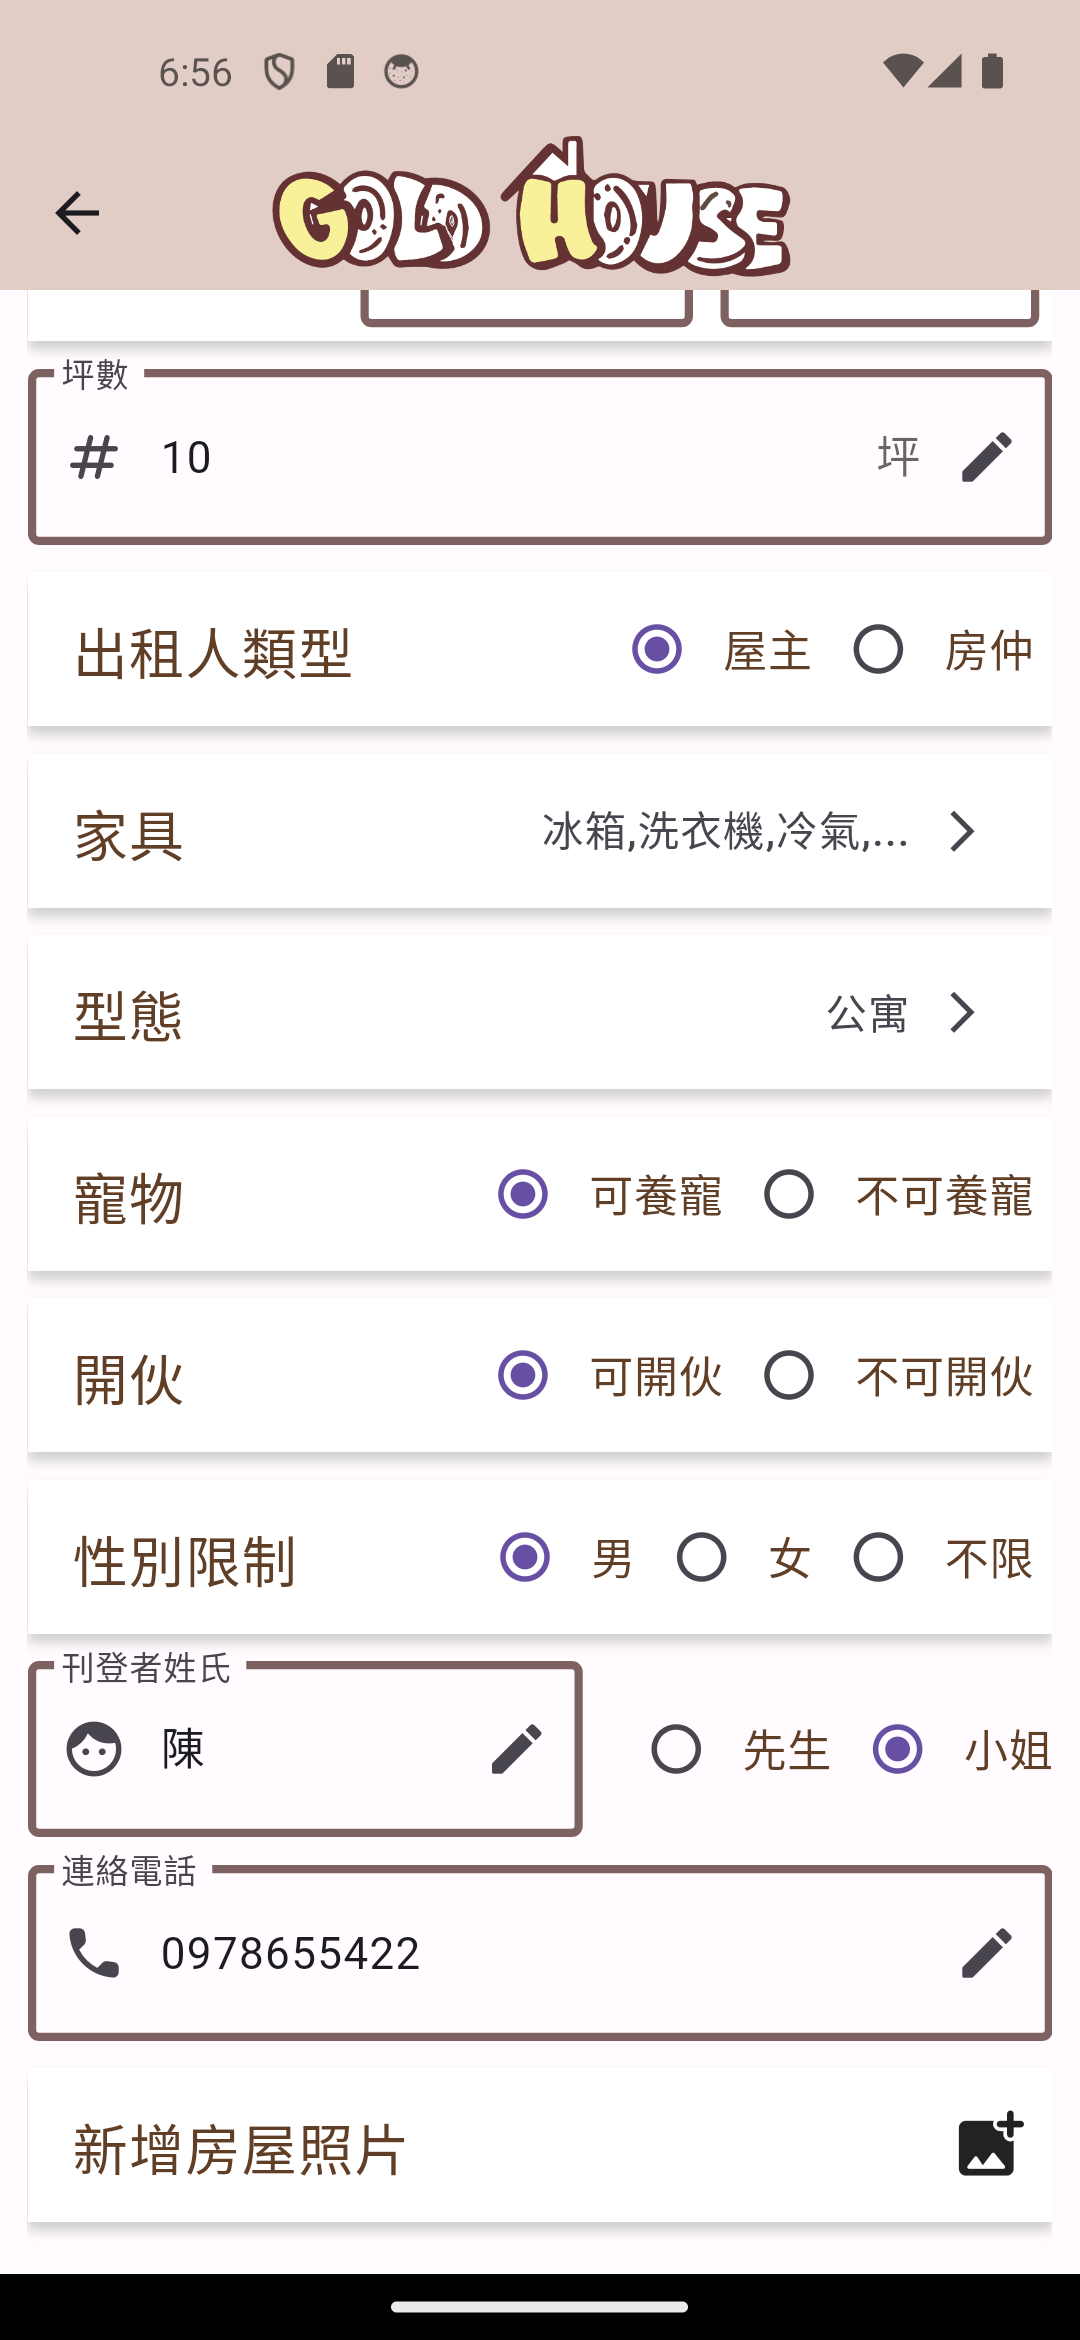 6:56
GOLD HOUSE
坪數
10 坪
出租人類型 屋主 房仲
家具 冰箱,洗衣機,冷氣,...
型態 公寓
寵物 可養寵 不可養寵
開伙 可開伙 不可開伙
性別限制 男 女 不限
刊登者姓氏
陳 先生 小姐
連絡電話
0978655422
新增房屋照片